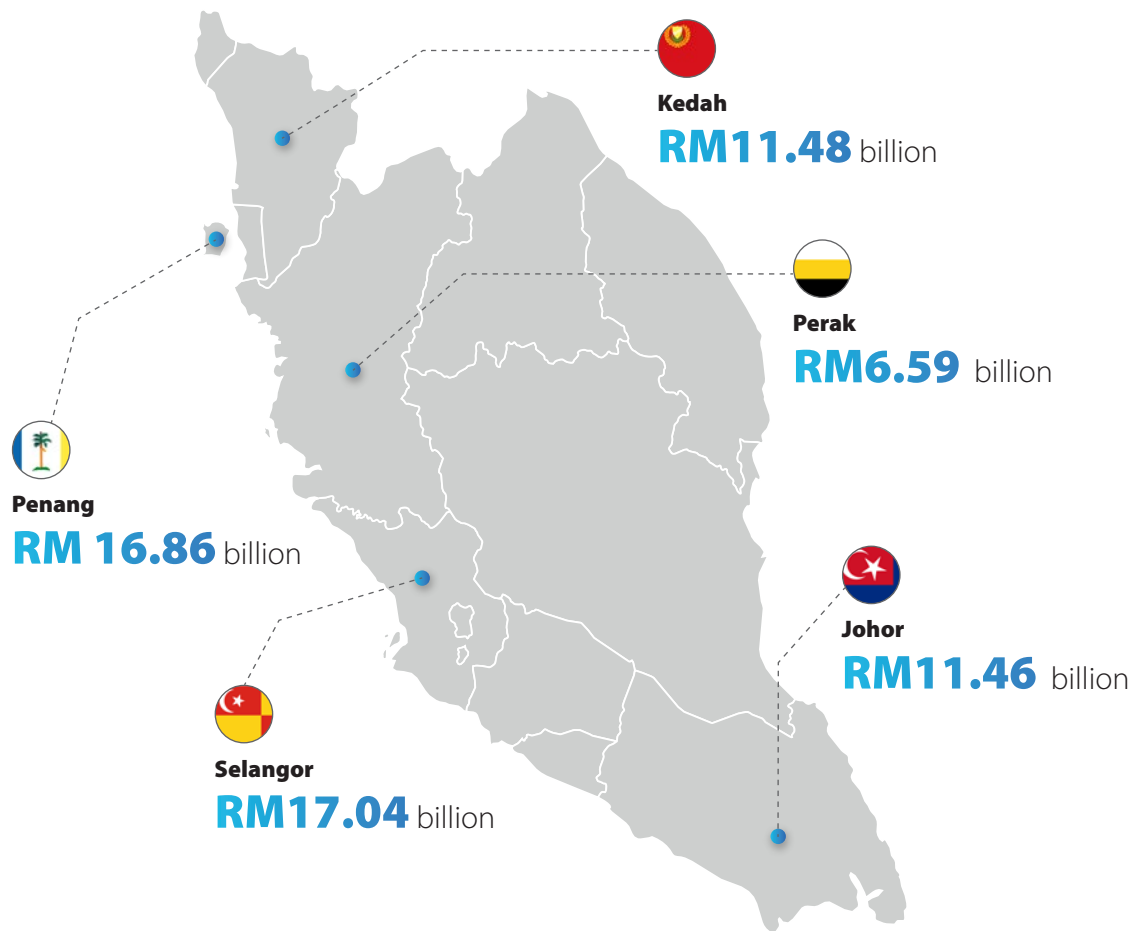 Kedah
RM11.48 billion
Perak
RM6.59 billion
Penang
RM 16.86 billion
Johor
RM11.46 billion
Selangor
RM17.04 billion